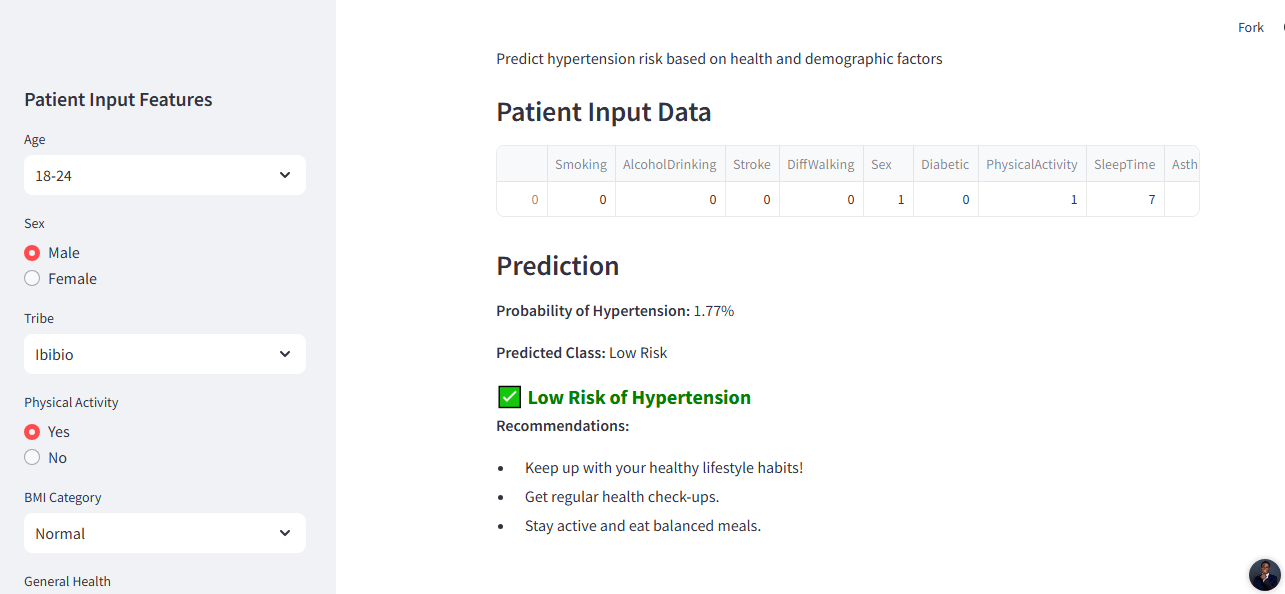 Fork
Patient Input Features
Age
18-24
Sex
Male
Female
Tribe
Ibibio
Physical Activity
Yes
No
BMI Category
Normal
General Health
Predict hypertension risk based on health and demographic factors
Patient Input Data
Smoking AlcoholDrinking Stroke DiffWalking Sex Diabetic PhysicalActivity SleepTime Asth
0 0 0 0 0 1 0 1 7
Prediction
Probability of Hypertension: 1.77%
Predicted Class: Low Risk
✅ Low Risk of Hypertension
Recommendations:
• Keep up with your healthy lifestyle habits!
• Get regular health check-ups.
• Stay active and eat balanced meals.